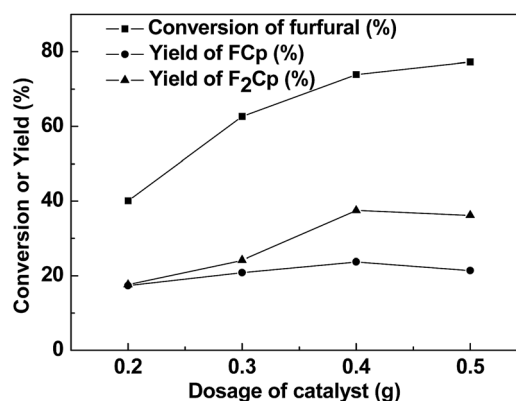 Conversion of furfural (%)
Yield of FCp (%)
Yield of F2Cp (%)
Conversion or Yield (%)
80
60
40
20
0
0.2 0.3 0.4 0.5
Dosage of catalyst (g)